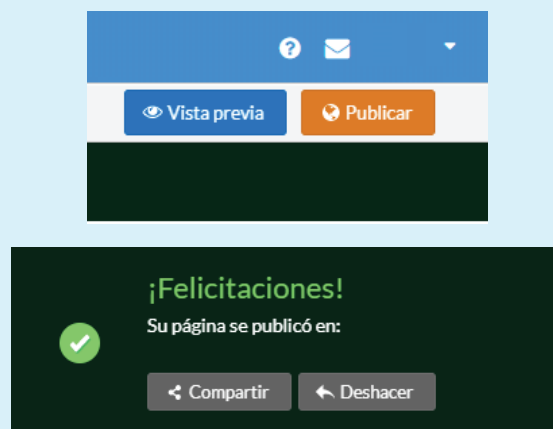 Vista previa
Publicar
¡Felicitaciones!
Su página se publicó en:
Compartir
Deshacer